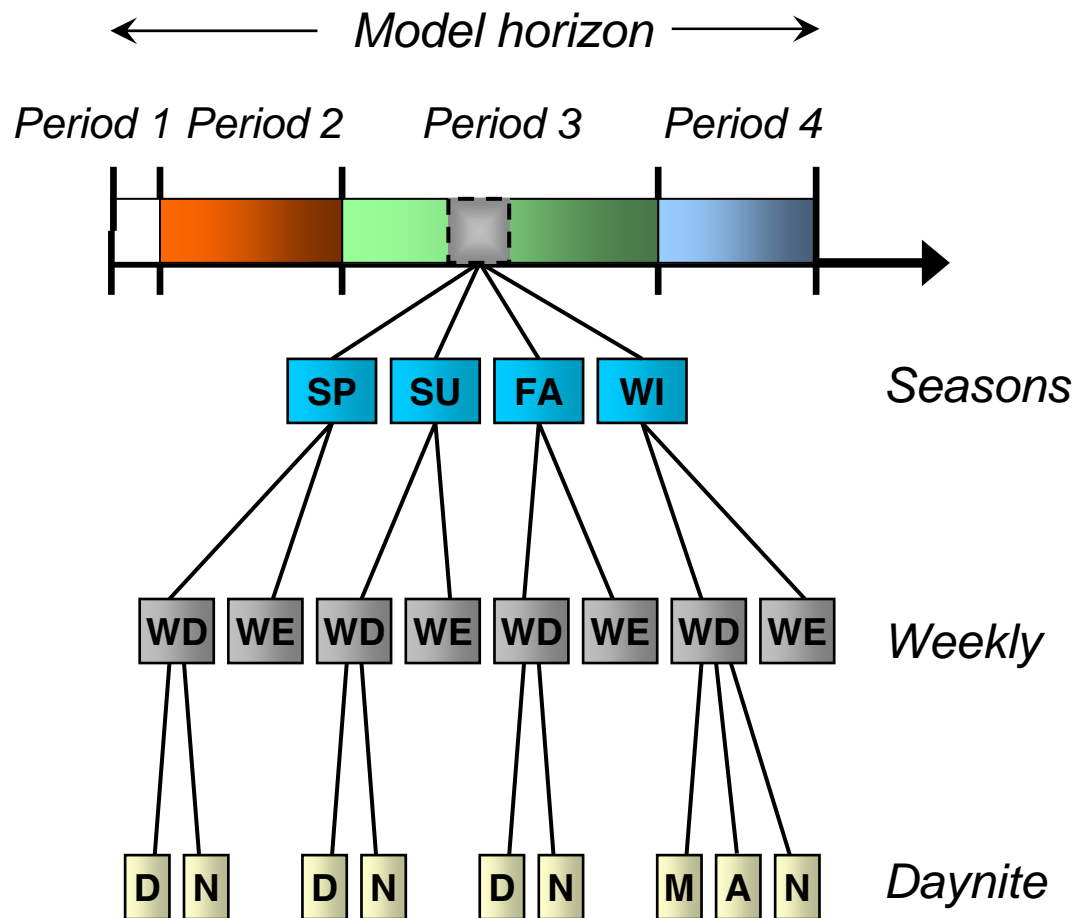 Model horizon
Period 1 Period 2 Period 3 Period 4
SP SU FA WI Seasons
WD WE WD WE WD WE WD WE Weekly
D N D N D N M A N Daynite